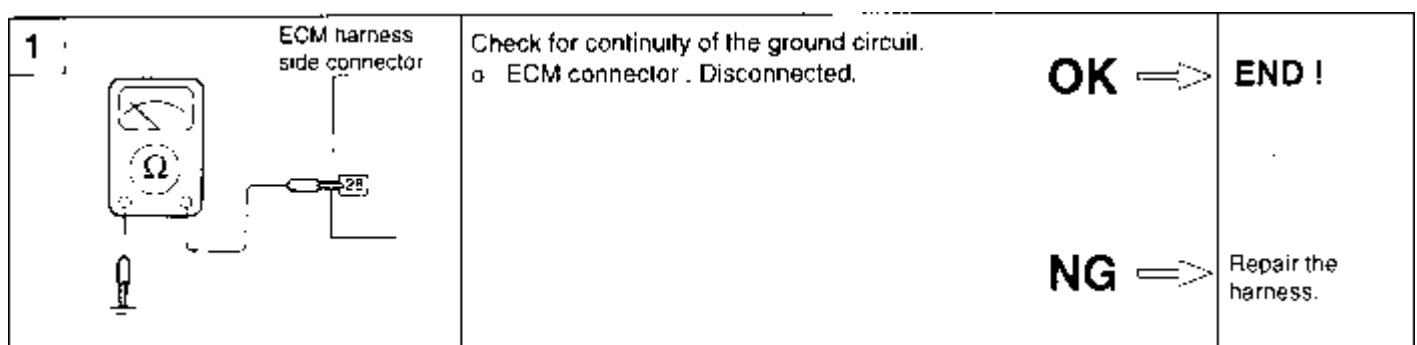 1
ECM harness
side connector
Ω
28
Check for continuity of the ground circuit.
o ECM connector . Disconnected.
OK ⇒ END !
NG ⇒ Repair the
harness.